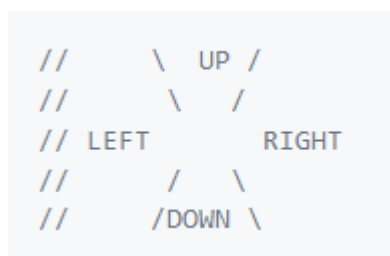 //      \  UP /
//       \   /
// LEFT        RIGHT
//       /   \
//      /DOWN \